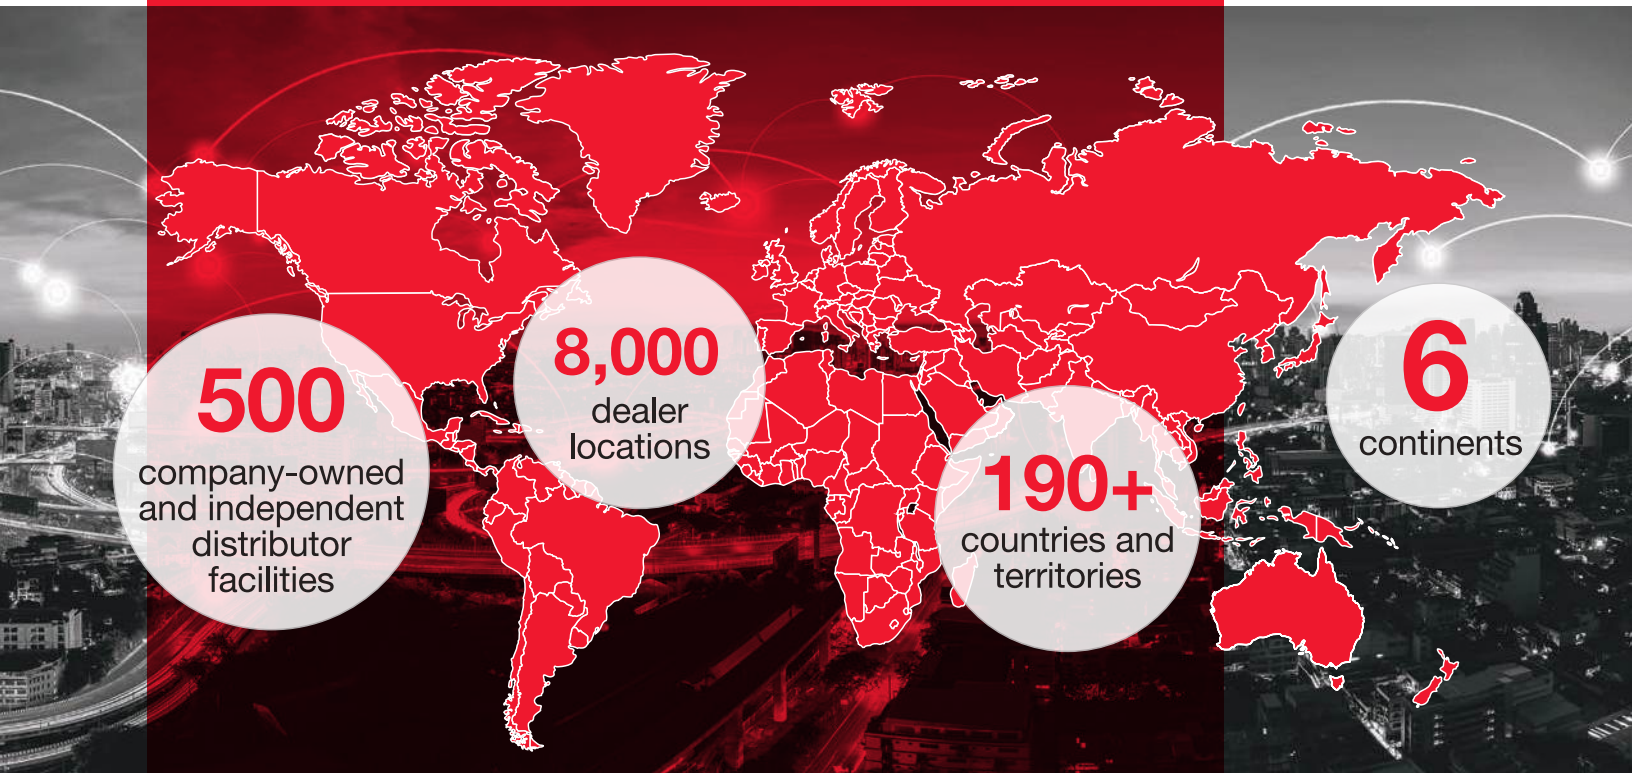 500
company-owned
and independent
distributor
facilities
8,000
dealer
locations
190+
countries and
territories
6
continents